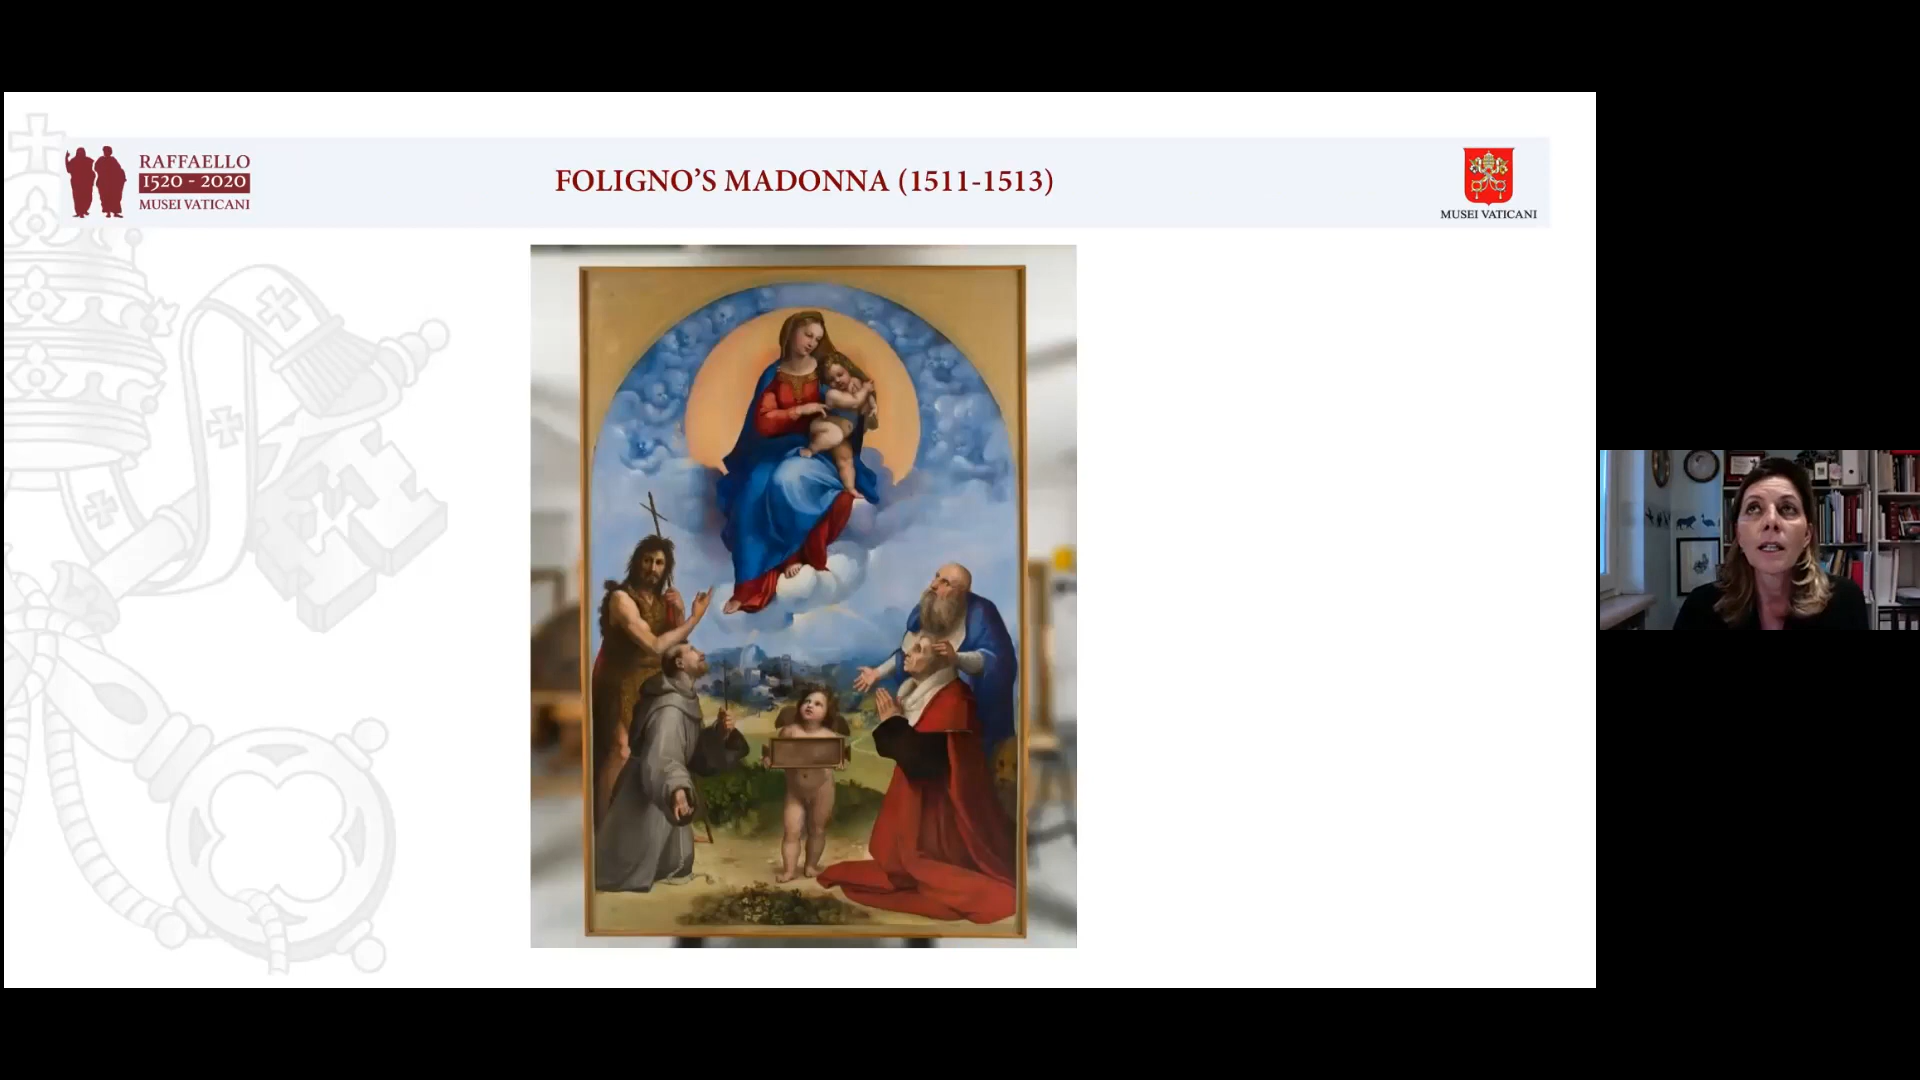 RAFFAELLO
1520 - 2020
MUSEI VATICANI
FOLIGNO’S MADONNA (1511-1513)
MUSEI VATICANI